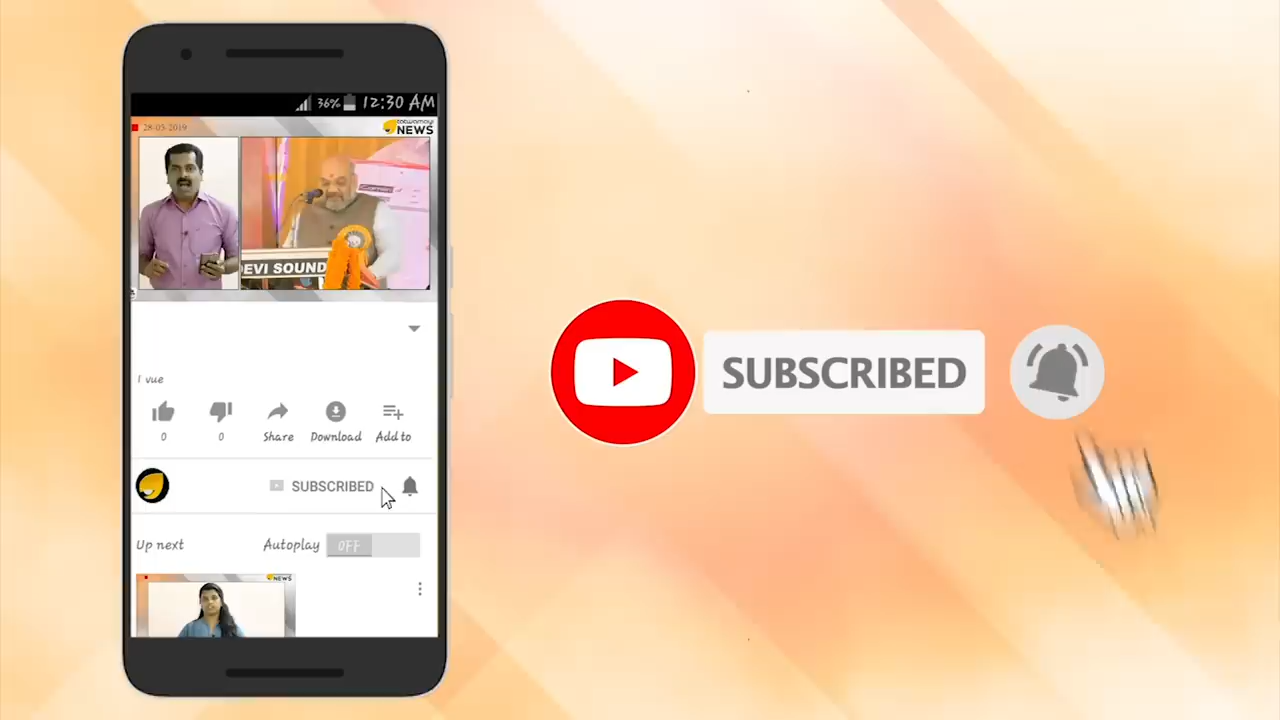 36% 12:30 AM
28-05-2019
tatwamayi
NEWS
DEVI SOUND
1 vue
0 0 Share Download Add to
SUBSCRIBED
Up next Autoplay OFF
NEWS
SUBSCRIBED